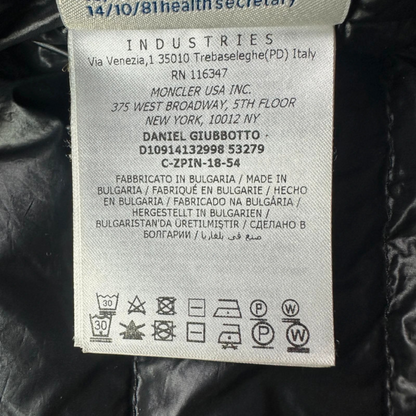 14/10/81 health secretary
INDUSTRIES
Via Venezia,1 35010 Trebaseleghe(PD) Italy
RN 116347
MONCLER USA INC.
375 WEST BROADWAY, 5TH FLOOR
NEW YORK, 10012 NY
DANIEL GIUBBOTTO -
D10914132998 53279
C-ZPIN-18-54
FABBRICATO IN BULGARIA / MADE IN
BULGARIA / FABRIQUÉ EN BULGARIE / HECHO
EN BULGARIA / FABRICADO NA BULGÁRIA /
HERGESTELLT IN BULGARIEN /
BULGARISTAN'DA ÜRETILMIŞTIR / СДЕЛАНО В
БОЛГАРИИ / صنع في بلغاريا
30 P W
30 P W